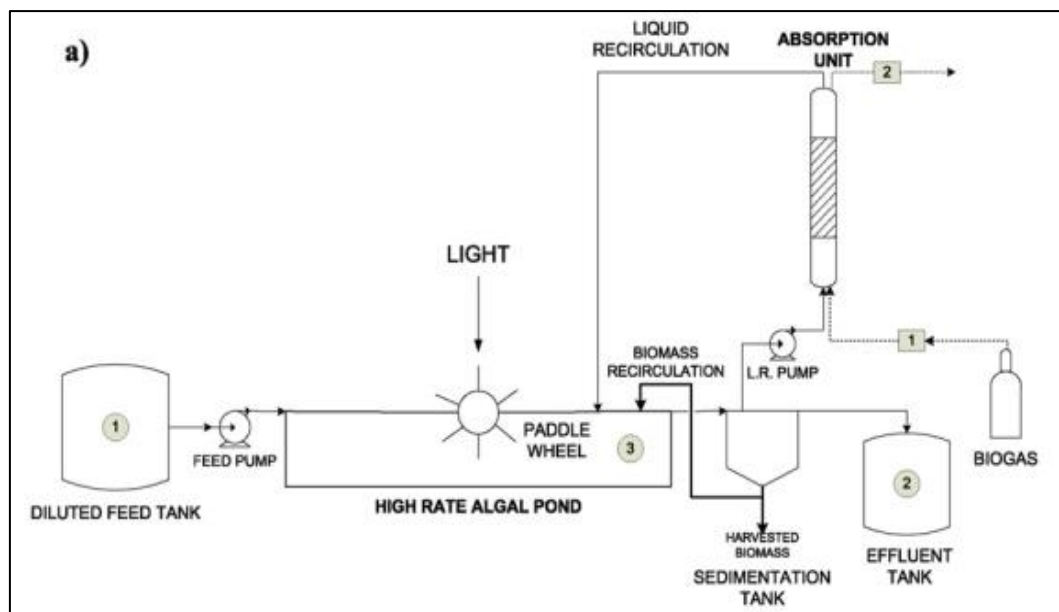 a)
LIQUID
RECIRCULATION
ABSORPTION
UNIT
2
LIGHT
1
BIOMASS
RECIRCULATION
L.R. PUMP
1
FEED PUMP
PADDLE
WHEEL
3
BIOGAS
2
DILUTED FEED TANK
HIGH RATE ALGAL POND
HARVESTED
BIOMASS
SEDIMENTATION
TANK
EFFLUENT
TANK